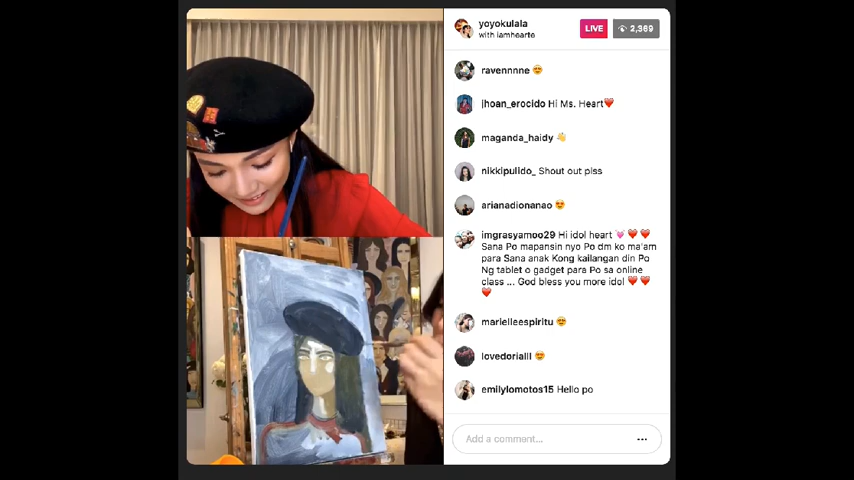 yoyokulala
with iamhearte
LIVE
2,369
ravennnne 😍
jhoan_erocido Hi Ms. Heart❤️
maganda_haidy 👋
nikkipulido_ Shout out plss
arianadionanao 😍
imgrasyamoo29 Hi idol heart 💓 ❤️ ❤️
Sana Po mapansin nyo Po dm ko ma'am
para Sana anak Kong kailangan din Po
Ng tablet o gadget para Po sa online
class ... God bless you more idol ❤️ ❤️
❤️
marielleespiritu 😍
lovedorialll 😍
emilylomotos15 Hello po
Add a comment...